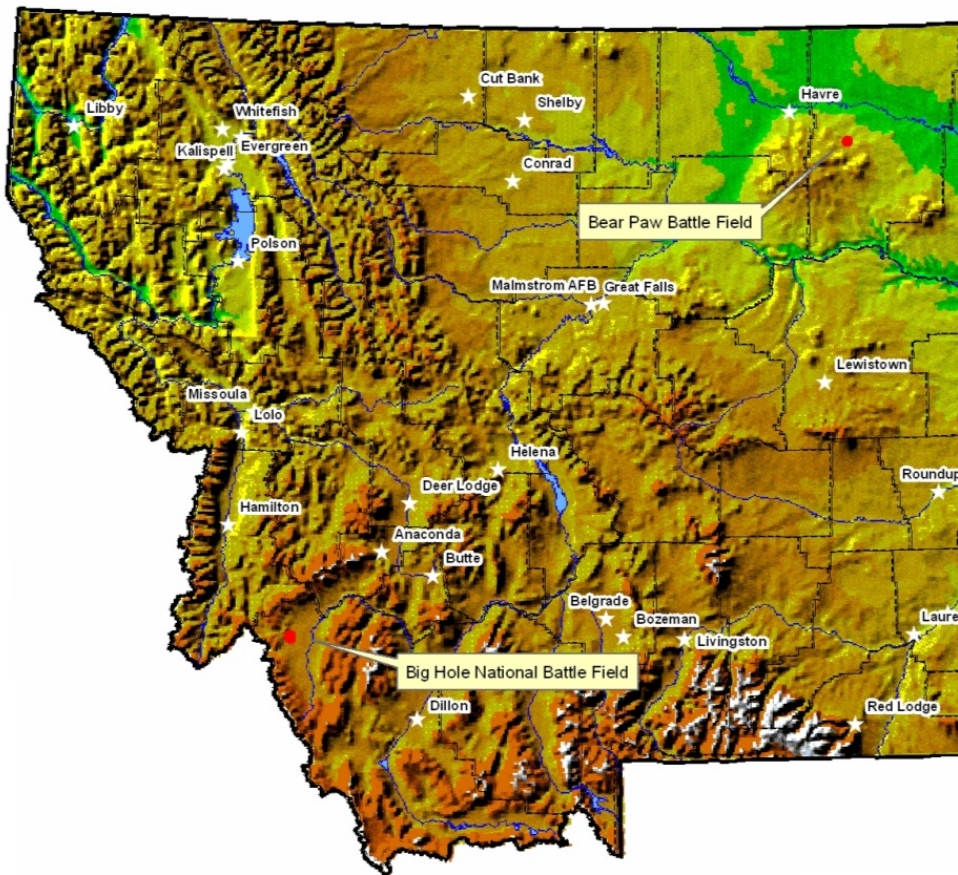 Cut Bank
Shelby
Havre
Libby
Whitefish
Evergreen
Kalispell
Conrad
Bear Paw Battle Field
Polson
Malmstrom AFB
Great Falls
Lewistown
Missoula
Lolo
Helena
Deer Lodge
Roundup
Hamilton
Anaconda
Butte
Belgrade
Bozeman
Livingston
Laure
Big Hole National Battle Field
Dillon
Red Lodge